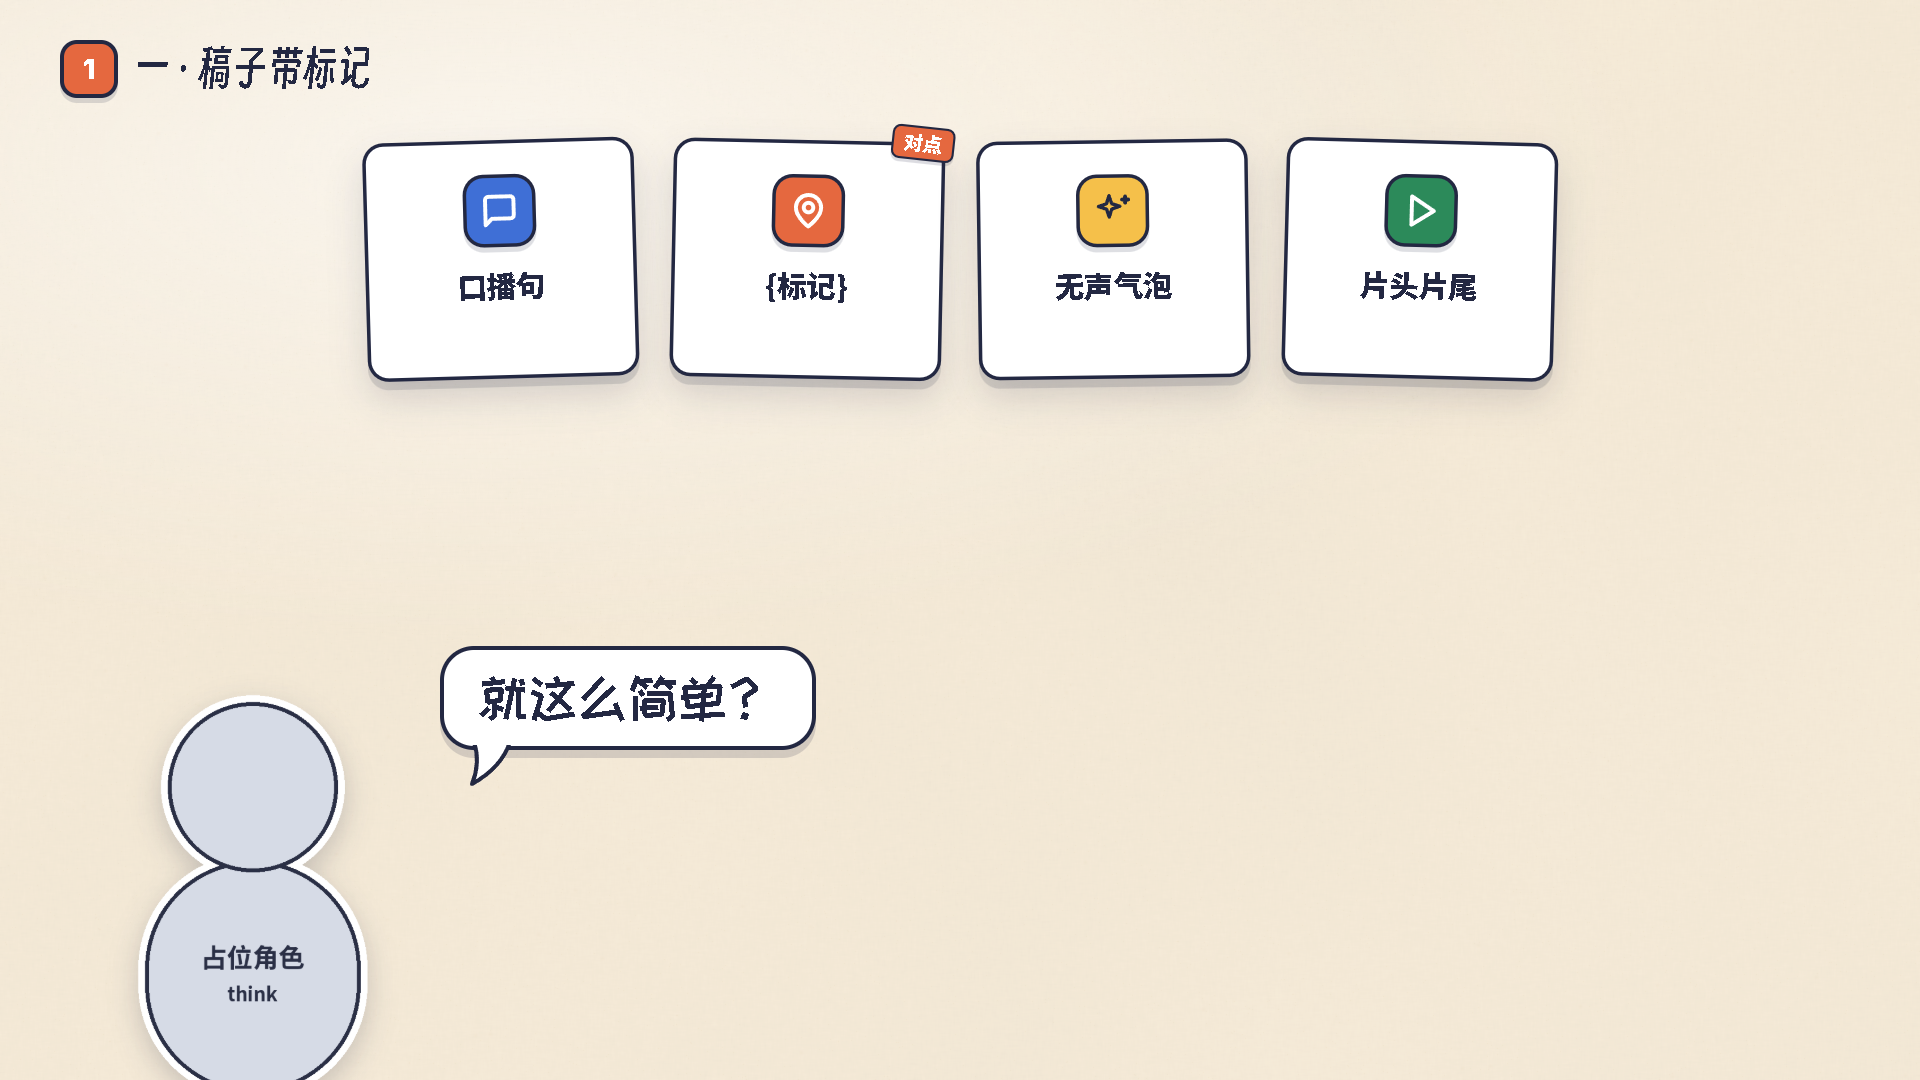 1
一·稿子带标记
对点
口播句
{标记}
无声气泡
片头片尾
就这么简单？
占位角色
think